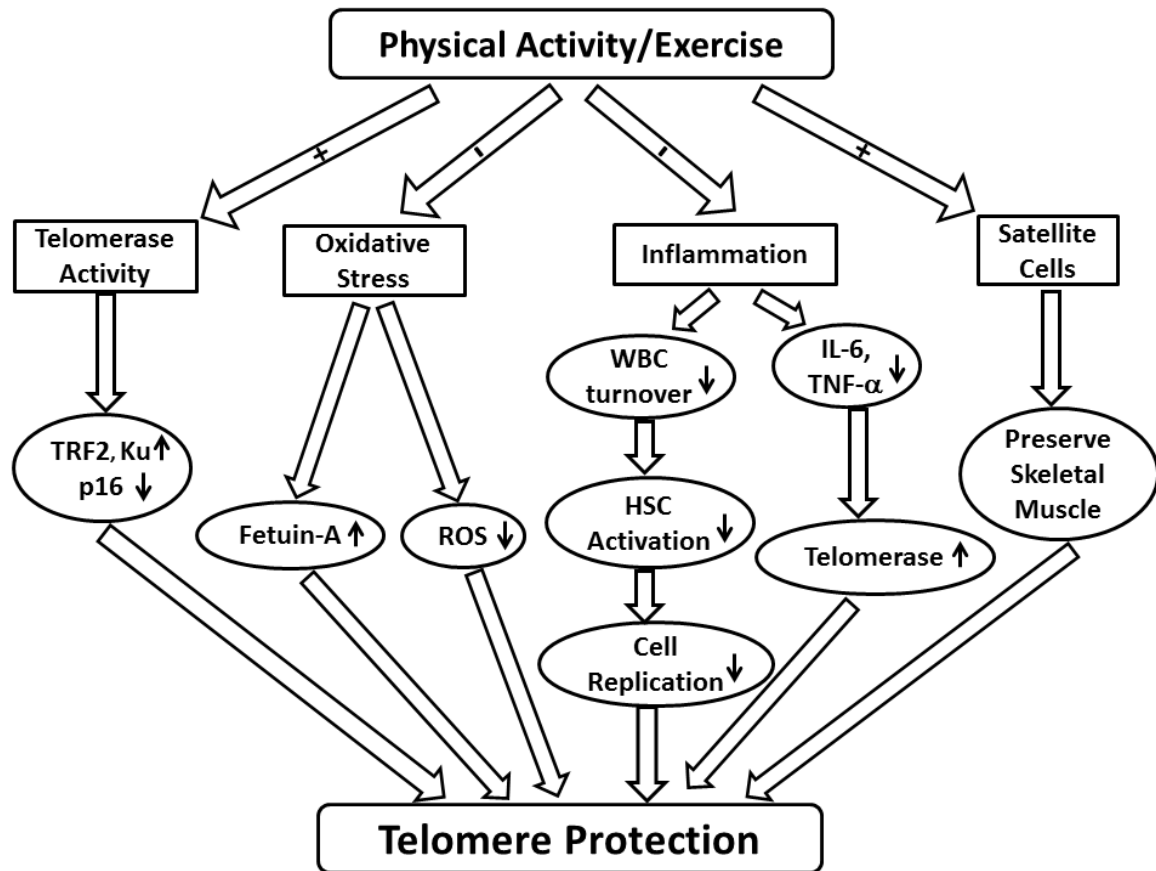 Physical Activity/Exercise
+
-
-
+
Telomerase
Activity
Oxidative
Stress
Inflammation
Satellite
Cells
WBC
turnover ↓
IL-6,
TNF-α ↓
TRF2, Ku ↑
p16 ↓
Preserve
Skeletal
Muscle
Fetuin-A ↑
ROS ↓
HSC
Activation ↓
Telomerase ↑
Cell
Replication ↓
Telomere Protection